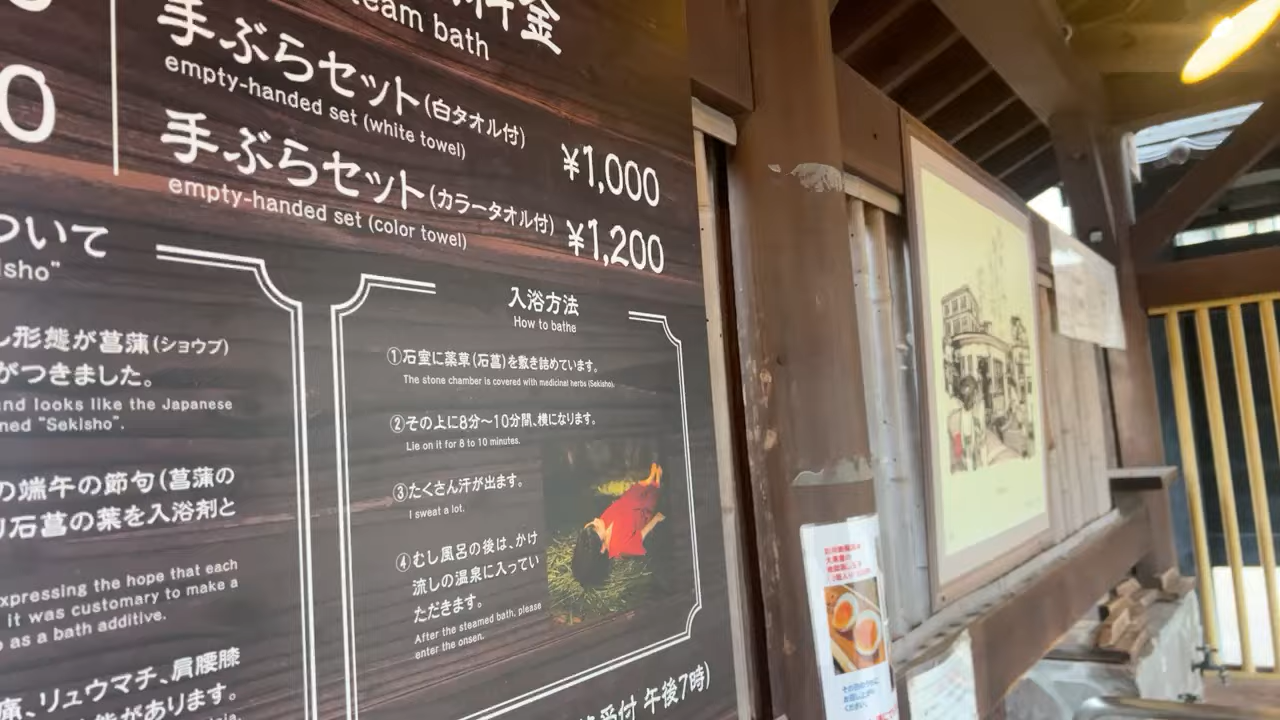 料金
steam bath
手ぶらセット(白タオル付)
empty-handed set (white towel)
¥1,000
手ぶらセット(カラータオル付)
empty-handed set (color towel)
¥1,200
ついて
isho"
し形態が菖蒲(ショウブ)
がつきました。
and looks like the Japanese
ned "Sekisho".
の端午の節句(菖蒲の
石菖の葉を入浴剤と
xpressing the hope that each
it was customary to make a
as a bath additive.
痛、リュウマチ、肩腰膝
があります。
入浴方法
How to bathe
①石室に薬草(石菖)を敷き詰めています。
The stone chamber is covered with medicinal herbs (Sekisho).
②その上に8分～10分間、横になります。
Lie on it for 8 to 10 minutes.
③たくさん汗が出ます。
I sweat a lot.
④むし風呂の後は、かけ
流しの温泉に入ってい
ただきます。
After the steamed bath, please
enter the onsen.
受付 午後7時)